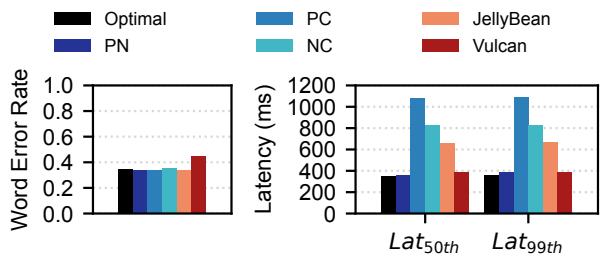 Optimal PC JellyBean
PN NC Vulcan
Word Error Rate
1.0
0.8
0.6
0.4
0.2
0.0
Latency (ms)
1200
1000
800
600
400
200
0
Lat50th Lat99th